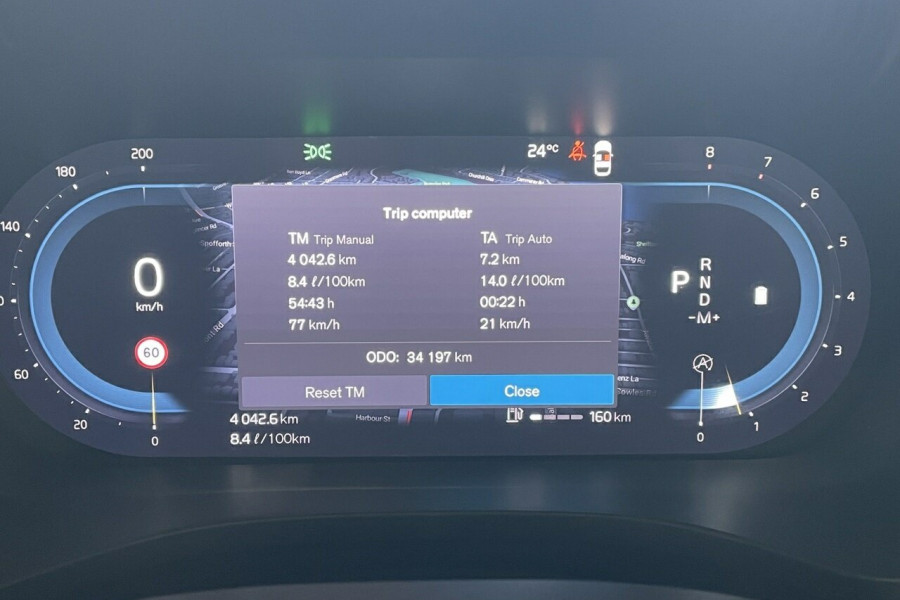 200
180
140
60
20
0
24°C
8
7
6
5
4
3
2
1
0
Trip computer
TM Trip Manual
TA Trip Auto
4 042.6 km
7.2 km
8.4 ℓ/100km
14.0 ℓ/100km
54:43 h
00:22 h
77 km/h
21 km/h
ODO: 34 197 km
Reset TM
Close
0
km/h
60
P
R
N
D
-M+
A
4 042.6 km
8.4 ℓ/100km
Harbour St
160 km